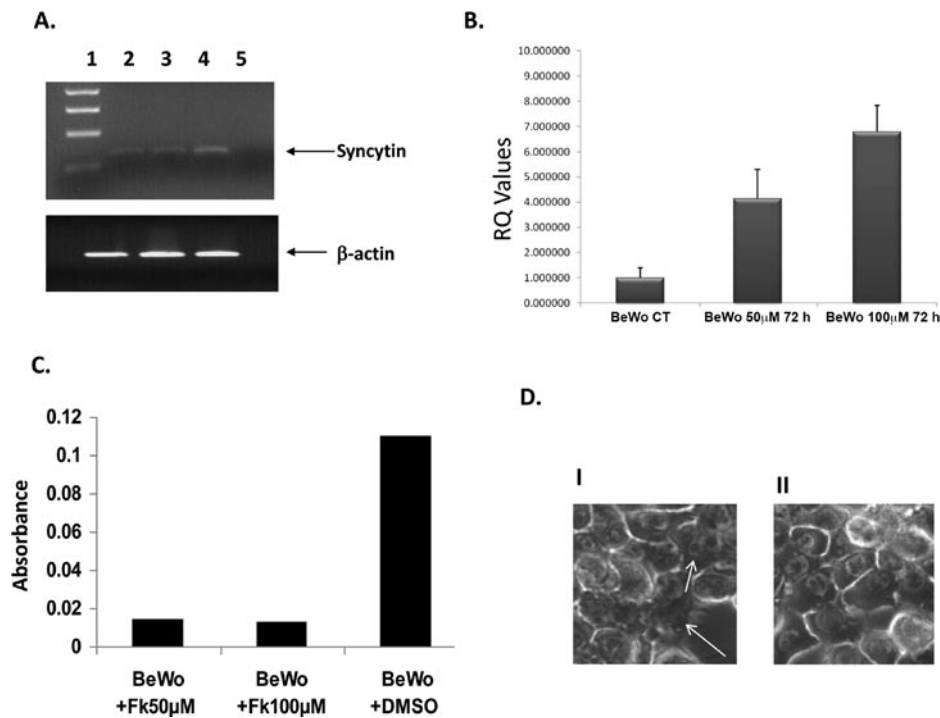 A.
1 2 3 4 5
Syncytin
β-actin
B.
10.000000
9.000000
8.000000
7.000000
6.000000
5.000000
4.000000
3.000000
2.000000
1.000000
0.000000
RQ Values
BeWo CT
BeWo 50µM 72 h
BeWo 100µM 72 h
C.
0.12
0.1
0.08
0.06
0.04
0.02
0
Absorbance
BeWo
+Fk50µM
BeWo
+Fk100µM
BeWo
+DMSO
D.
I
II